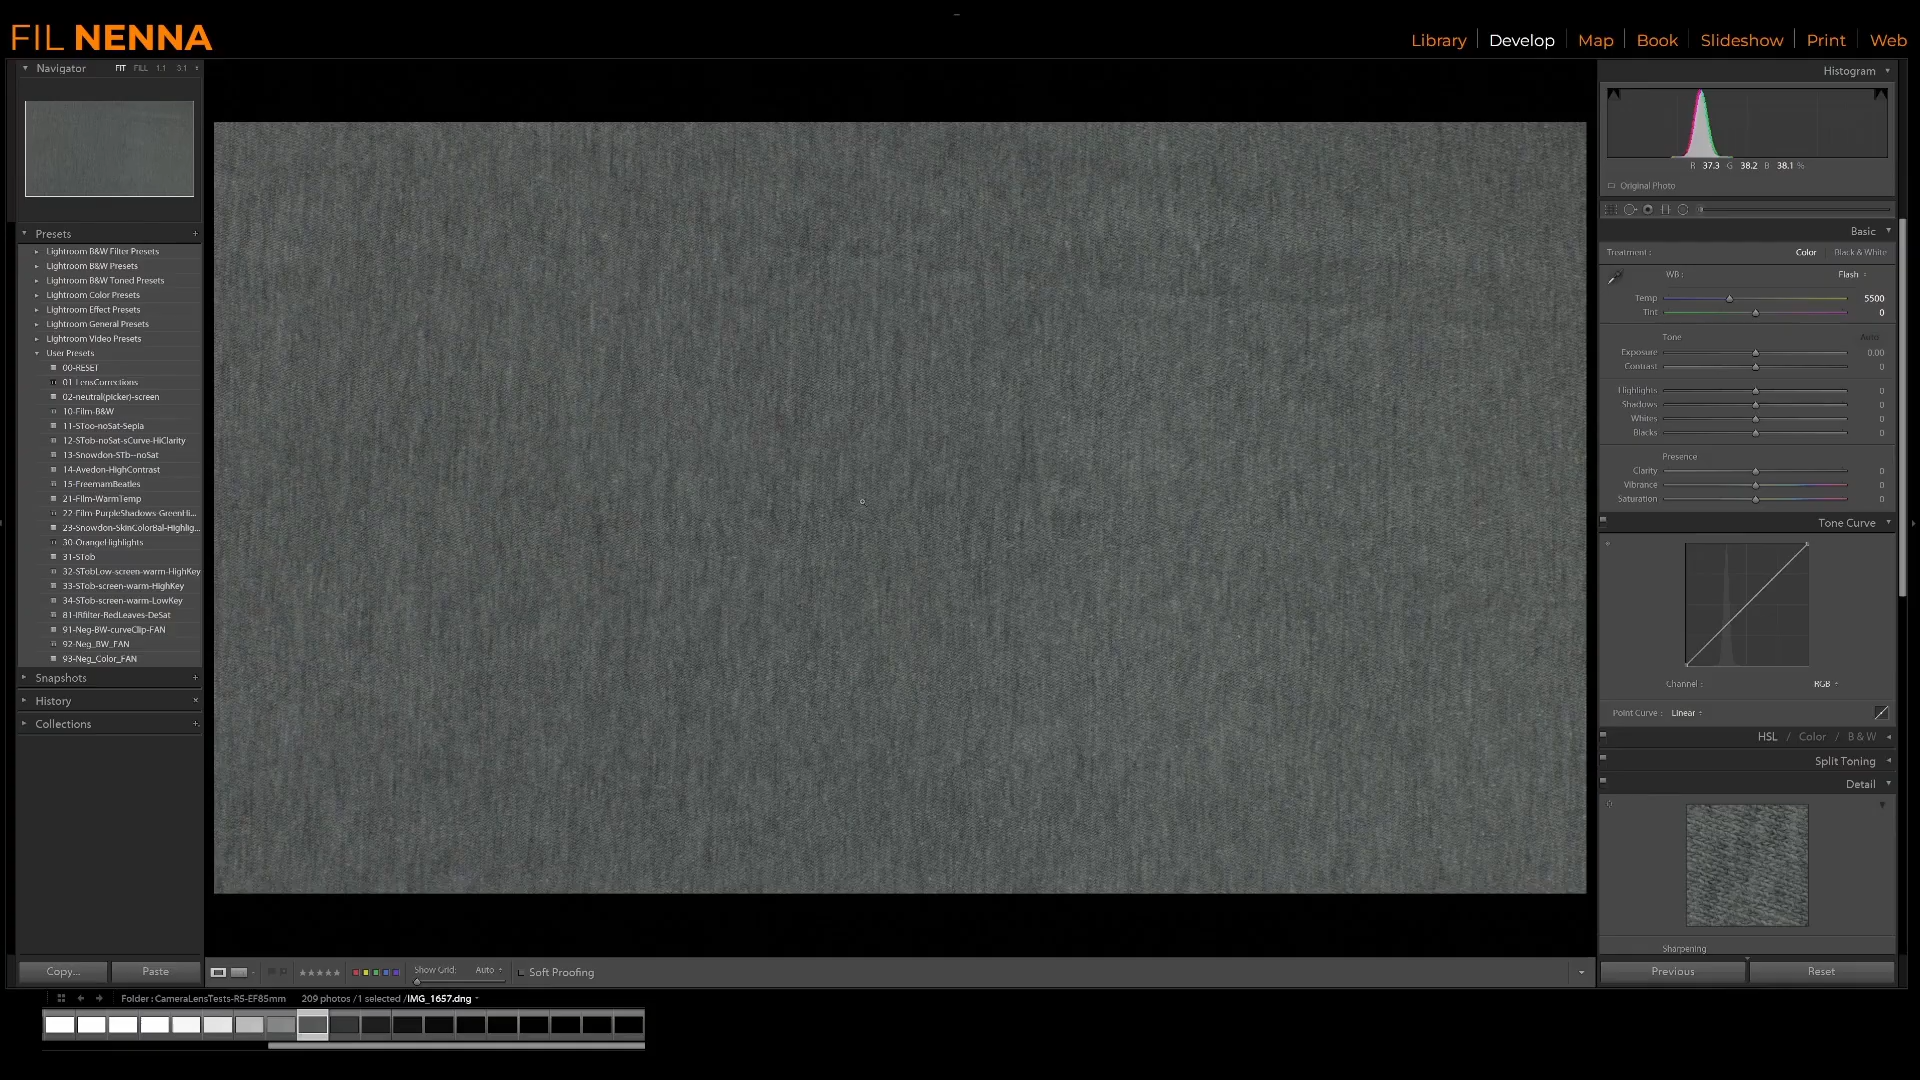 FIL NENNA
Library Develop Map Book Slideshow Print Web
Navigator FIT FILL 1:1 3:1
Histogram
R 37.3 G 38.2 B 38.1 %
Original Photo
Presets +
Lightroom B&W Filter Presets
Lightroom B&W Presets
Lightroom B&W Toned Presets
Lightroom Color Presets
Lightroom Effect Presets
Lightroom General Presets
Lightroom Video Presets
User Presets
00-RESET
01-LensCorrections
02-neutral(picker)-screen
10-Film-B&W
11-SToo-noSat-Sepia
12-STob-noSat-sCurve-HiClarity
13-Snowdon-STb--noSat
14-Avedon-HighContrast
15-FreemamBeatles
21-Film-WarmTemp
22-Film-PurpleShadows-GreenHi...
23-Snowdon-SkinColorBal-Highlig...
30-OrangeHighlights
31-STob
32-STobLow-screen-warm-HighKey
33-STob-screen-warm-HighKey
34-STob-screen-warm-LowKey
81-IRfilter-RedLeaves-DeSat
91-Neg-BW-curveClip-FAN
92-Neg_BW_FAN
93-Neg_Color_FAN
Snapshots +
History ×
Collections +
Copy... Paste
Basic
Treatment : Color Black & White
WB : Flash
Temp 5500
Tint 0
Tone Auto
Exposure 0.00
Contrast 0
Highlights 0
Shadows 0
Whites 0
Blacks 0
Presence
Clarity 0
Vibrance 0
Saturation 0
Tone Curve
Channel : RGB
Point Curve : Linear
HSL / Color / B & W
Split Toning
Detail
Sharpening
Previous Reset
Show Grid: Auto Soft Proofing
Folder : CameraLensTests-R5-EF85mm 209 photos /1 selected /IMG_1657.dng